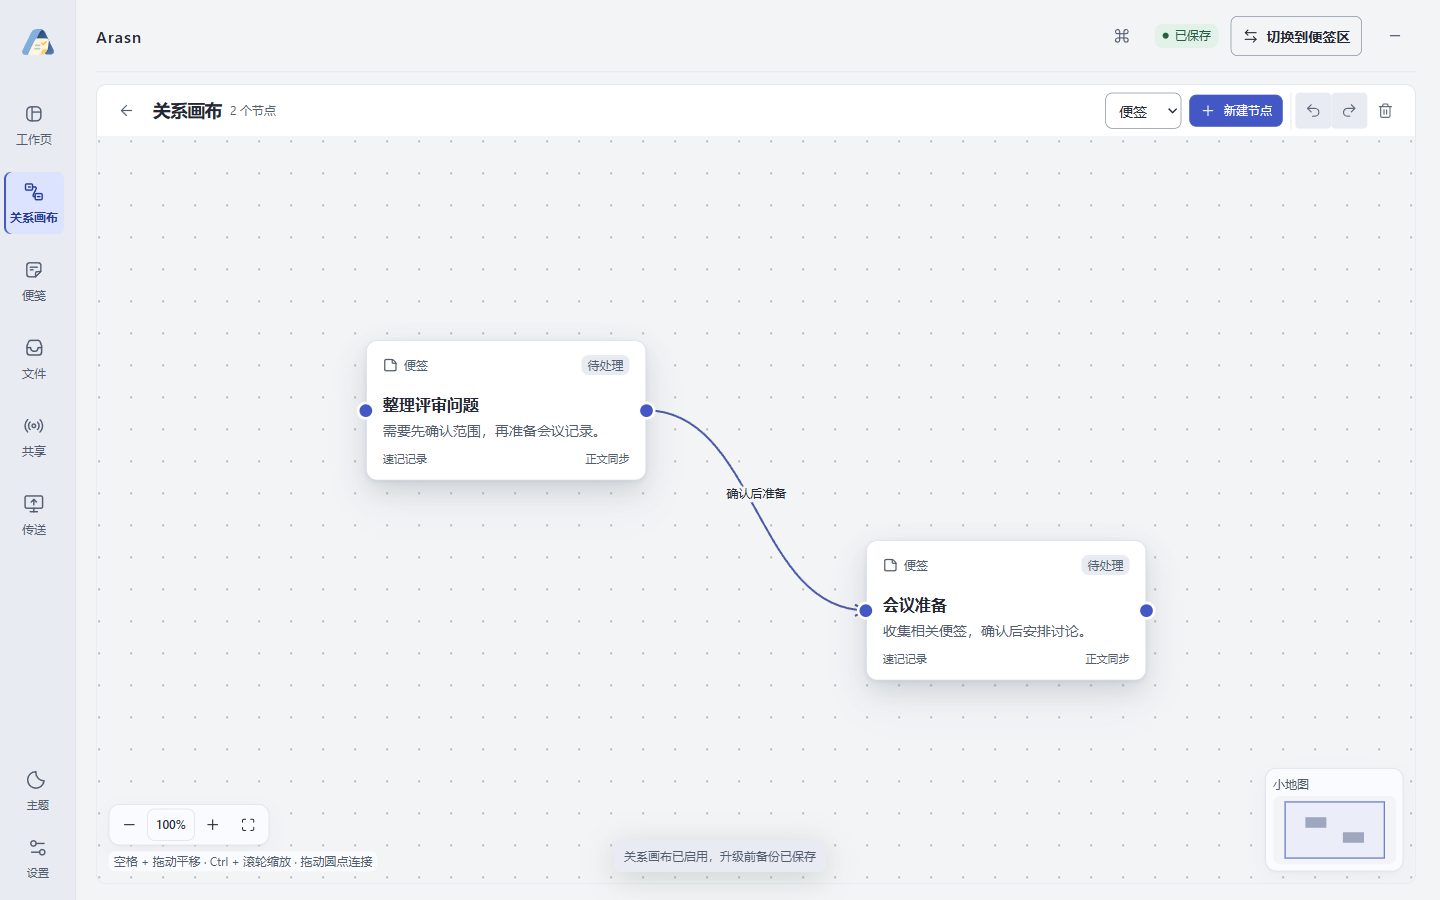 Arasn
已保存
切换到便签区
工作页
关系画布
便笺
文件
共享
传送
主题
设置
关系画布 2 个节点
便签
新建节点
便签 待处理
整理评审问题
需要先确认范围，再准备会议记录。
速记记录 正文同步
确认后准备
便签 待处理
会议准备
收集相关便签，确认后安排讨论。
速记记录 正文同步
小地图
100%
空格 + 拖动平移 · Ctrl + 滚轮缩放 · 拖动圆点连接
关系画布已启用，升级前备份已保存